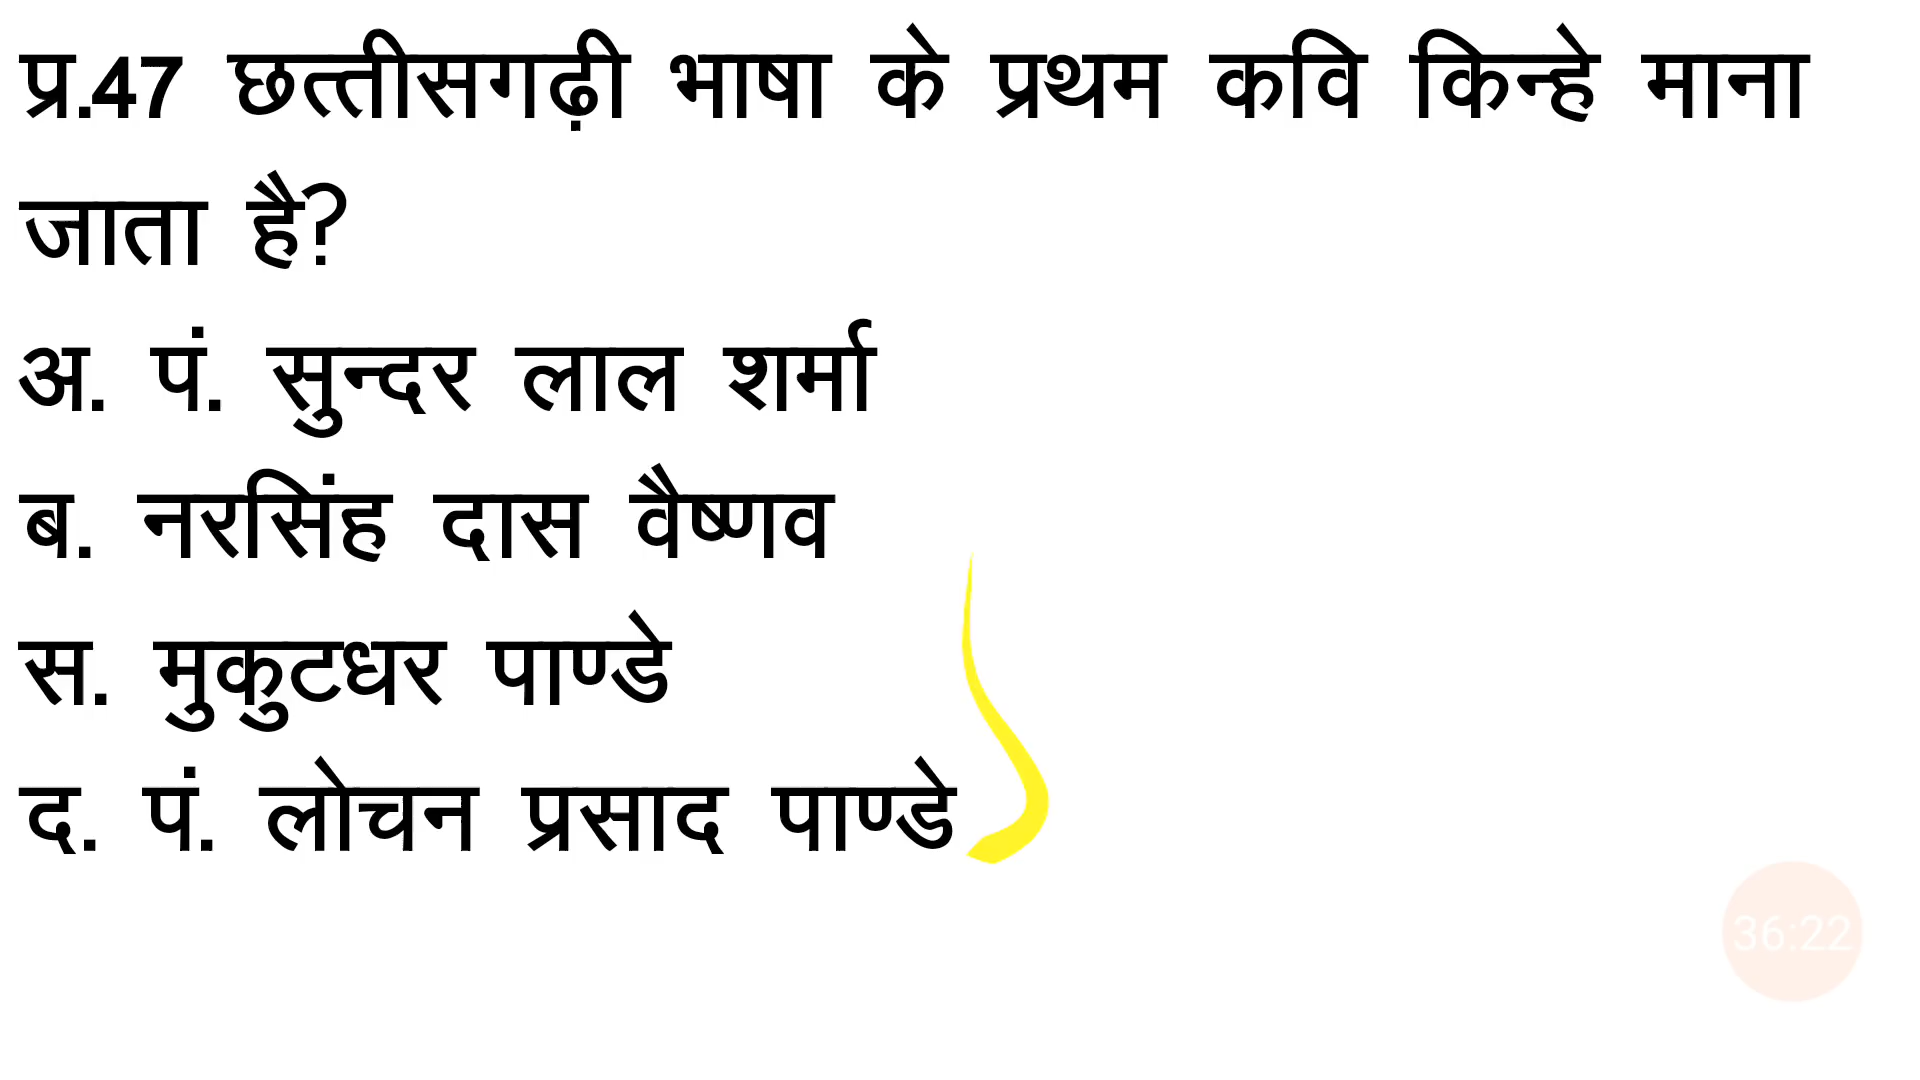 प्र.47 छत्तीसगढ़ी भाषा के प्रथम कवि किन्हे माना
जाता है?
अ. पं. सुन्दर लाल शर्मा
ब. नरसिंह दास वैष्णव
स. मुकुटधर पाण्डे
द. पं. लोचन प्रसाद पाण्डे
36:22